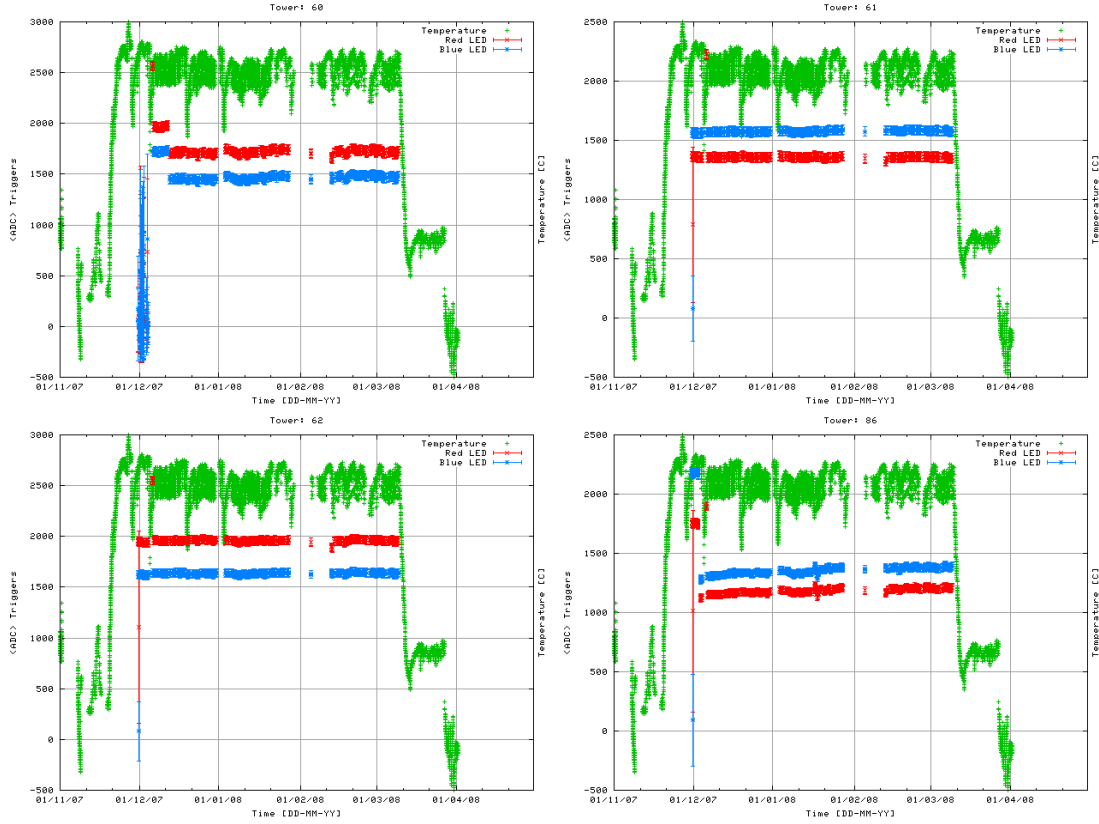 Tower: 60
3000
2500
2000
1500
1000
500
0
-500
<ADC> Triggers
Temperature
Red LED
Blue LED
Temperature [C]
01/11/07 01/12/07 01/01/08 01/02/08 01/03/08 01/04/08
Time [DD-MM-YY]
Tower: 61
2500
2000
1500
1000
500
0
-500
<ADC> Triggers
Temperature
Red LED
Blue LED
Temperature [C]
01/11/07 01/12/07 01/01/08 01/02/08 01/03/08 01/04/08
Time [DD-MM-YY]
Tower: 62
3000
2500
2000
1500
1000
500
0
-500
<ADC> Triggers
Temperature
Red LED
Blue LED
Temperature [C]
01/11/07 01/12/07 01/01/08 01/02/08 01/03/08 01/04/08
Time [DD-MM-YY]
Tower: 86
2500
2000
1500
1000
500
0
-500
<ADC> Triggers
Temperature
Red LED
Blue LED
Temperature [C]
01/11/07 01/12/07 01/01/08 01/02/08 01/03/08 01/04/08
Time [DD-MM-YY]